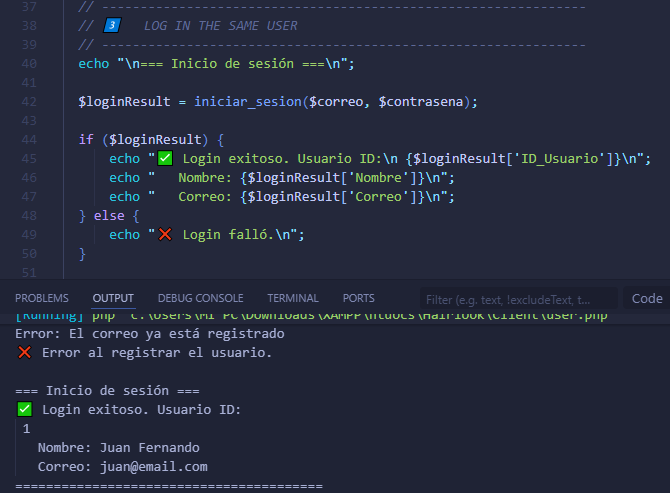 37 // ---------------------------------------------------------------
38 // 3️⃣ LOG IN THE SAME USER
39 // ---------------------------------------------------------------
40 echo "\n=== Inicio de sesión ===\n";
41
42 $loginResult = iniciar_sesion($correo, $contrasena);
43
44 if ($loginResult) {
45 echo "✅ Login exitoso. Usuario ID:\n {$loginResult['ID_Usuario']}\n";
46 echo "   Nombre: {$loginResult['Nombre']}\n";
47 echo "   Correo: {$loginResult['Correo']}\n";
48 } else {
49 echo "❌ Login falló.\n";
50 }
51
PROBLEMS OUTPUT DEBUG CONSOLE TERMINAL PORTS Filter (e.g. text, !excludeText, t... Code
[Running] php "c:\Users\Mi PC\Downloads\XAMPP\htdocs\Hairlook\Client\user.php"
Error: El correo ya está registrado
❌ Error al registrar el usuario.
=== Inicio de sesión ===
✅ Login exitoso. Usuario ID:
1
Nombre: Juan Fernando
Correo: juan@email.com
========================================